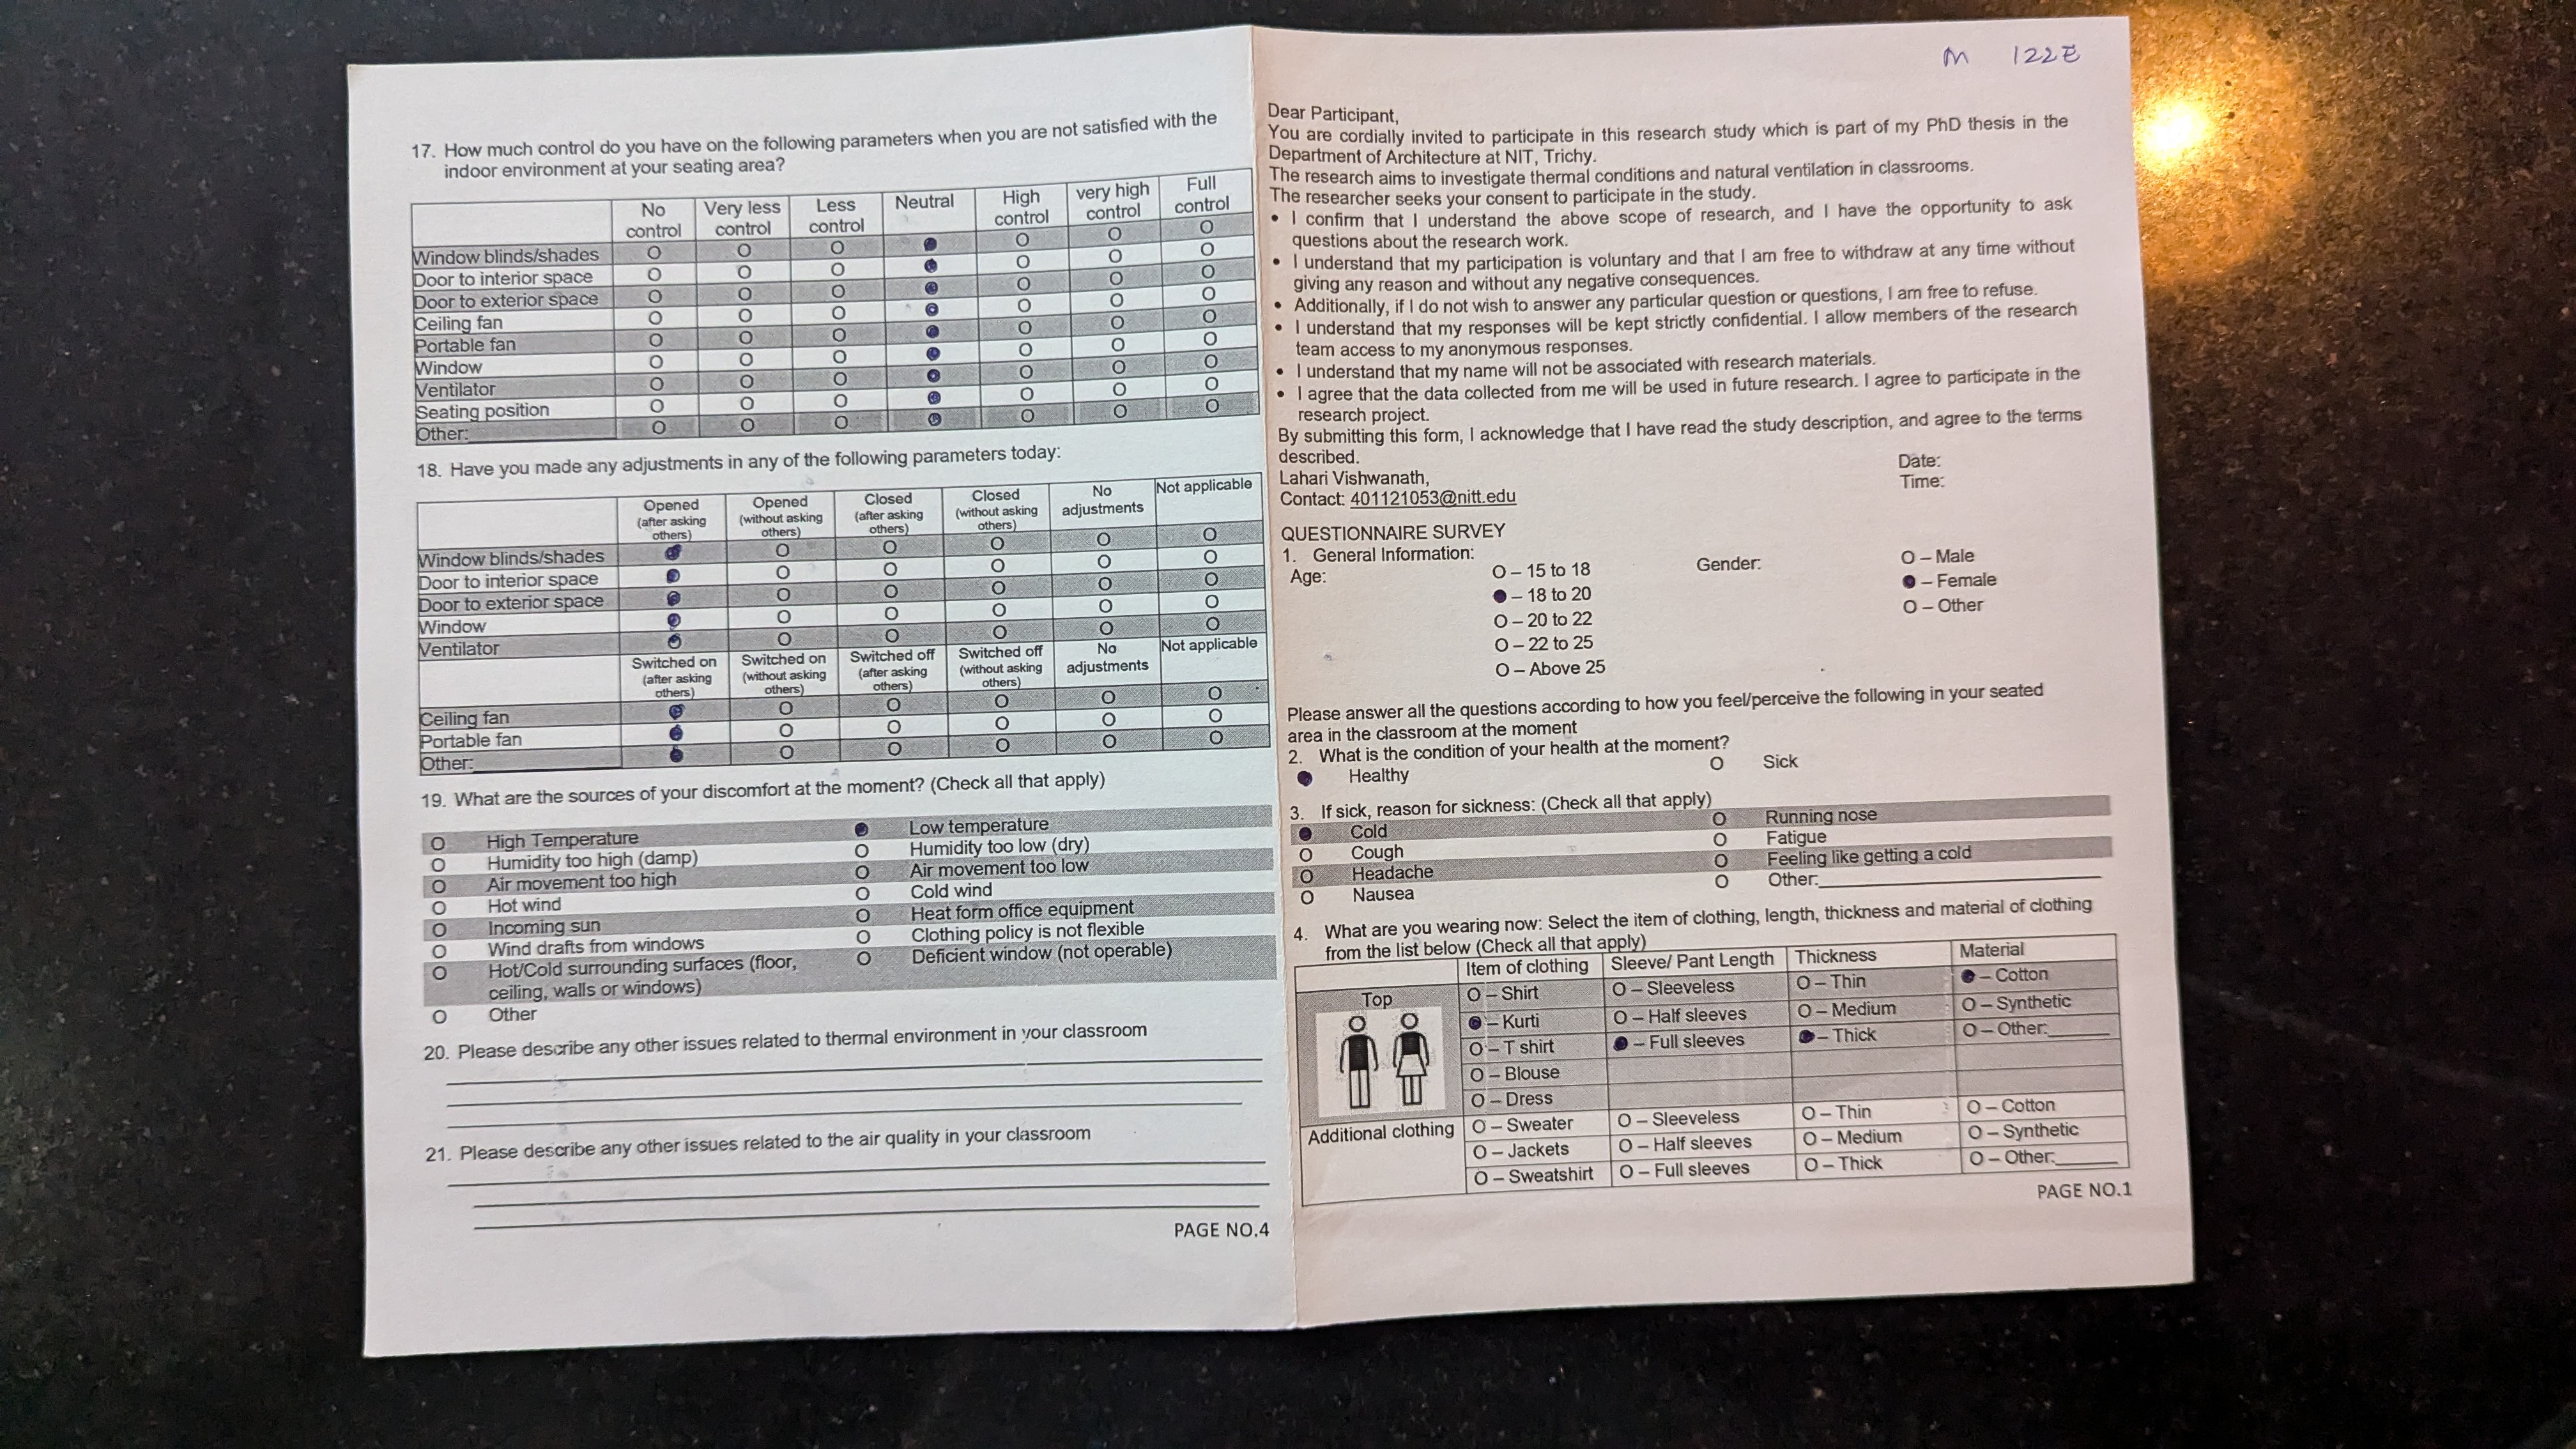 17. How much control do you have on the following parameters when you are not satisfied with the
indoor environment at your seating area?
No control Very less control Less control Neutral High control very high control Full control
Window blinds/shades O O O ● O O O
Door to interior space O O O ● O O O
Door to exterior space O O O ● O O O
Ceiling fan O O O ● O O O
Portable fan O O O ● O O O
Window O O O ● O O O
Ventilator O O O ● O O O
Seating position O O O ● O O O
Other: O O O ● O O O
18. Have you made any adjustments in any of the following parameters today:
Opened (after asking others) Opened (without asking others) Closed (after asking others) Closed (without asking others) No adjustments Not applicable
Window blinds/shades ● O O O O O
Door to interior space ● O O O O O
Door to exterior space ● O O O O O
Window ● O O O O O
Ventilator ● O O O O O
Switched on (after asking others) Switched on (without asking others) Switched off (after asking others) Switched off (without asking others) No adjustments Not applicable
Ceiling fan ● O O O O O
Portable fan ● O O O O O
Other: ● O O O O O
19. What are the sources of your discomfort at the moment? (Check all that apply)
O High Temperature ● Low temperature
O Humidity too high (damp) O Humidity too low (dry)
O Air movement too high O Air movement too low
O Hot wind O Cold wind
O Incoming sun O Heat form office equipment
O Wind drafts from windows O Clothing policy is not flexible
O Hot/Cold surrounding surfaces (floor, O Deficient window (not operable)
ceiling, walls or windows)
O Other
20. Please describe any other issues related to thermal environment in your classroom
21. Please describe any other issues related to the air quality in your classroom
PAGE NO.4
M 122E
Dear Participant,
You are cordially invited to participate in this research study which is part of my PhD thesis in the
Department of Architecture at NIT, Trichy.
The research aims to investigate thermal conditions and natural ventilation in classrooms.
The researcher seeks your consent to participate in the study.
• I confirm that I understand the above scope of research, and I have the opportunity to ask
questions about the research work.
• I understand that my participation is voluntary and that I am free to withdraw at any time without
giving any reason and without any negative consequences.
• Additionally, if I do not wish to answer any particular question or questions, I am free to refuse.
• I understand that my responses will be kept strictly confidential. I allow members of the research
team access to my anonymous responses.
• I understand that my name will not be associated with research materials.
• I agree that the data collected from me will be used in future research. I agree to participate in the
research project.
By submitting this form, I acknowledge that I have read the study description, and agree to the terms
described.
Date:
Lahari Vishwanath,
Time:
Contact: 401121053@nitt.edu
QUESTIONNAIRE SURVEY
1. General Information:
Age: O – 15 to 18 Gender: O – Male
● – 18 to 20 ● – Female
O – 20 to 22 O – Other
O – 22 to 25
O – Above 25
Please answer all the questions according to how you feel/perceive the following in your seated
area in the classroom at the moment
2. What is the condition of your health at the moment?
● Healthy O Sick
3. If sick, reason for sickness: (Check all that apply)
● Cold O Running nose
O Cough O Fatigue
O Headache O Feeling like getting a cold
O Nausea O Other:
4. What are you wearing now: Select the item of clothing, length, thickness and material of clothing
from the list below (Check all that apply)
Item of clothing Sleeve/ Pant Length Thickness Material
Top O – Shirt O – Sleeveless O – Thin ● – Cotton
● – Kurti O – Half sleeves O – Medium O – Synthetic
O – T shirt ● – Full sleeves ● – Thick O – Other:
O – Blouse
O – Dress
Additional clothing O – Sweater O – Sleeveless O – Thin O – Cotton
O – Jackets O – Half sleeves O – Medium O – Synthetic
O – Sweatshirt O – Full sleeves O – Thick O – Other:
PAGE NO.1